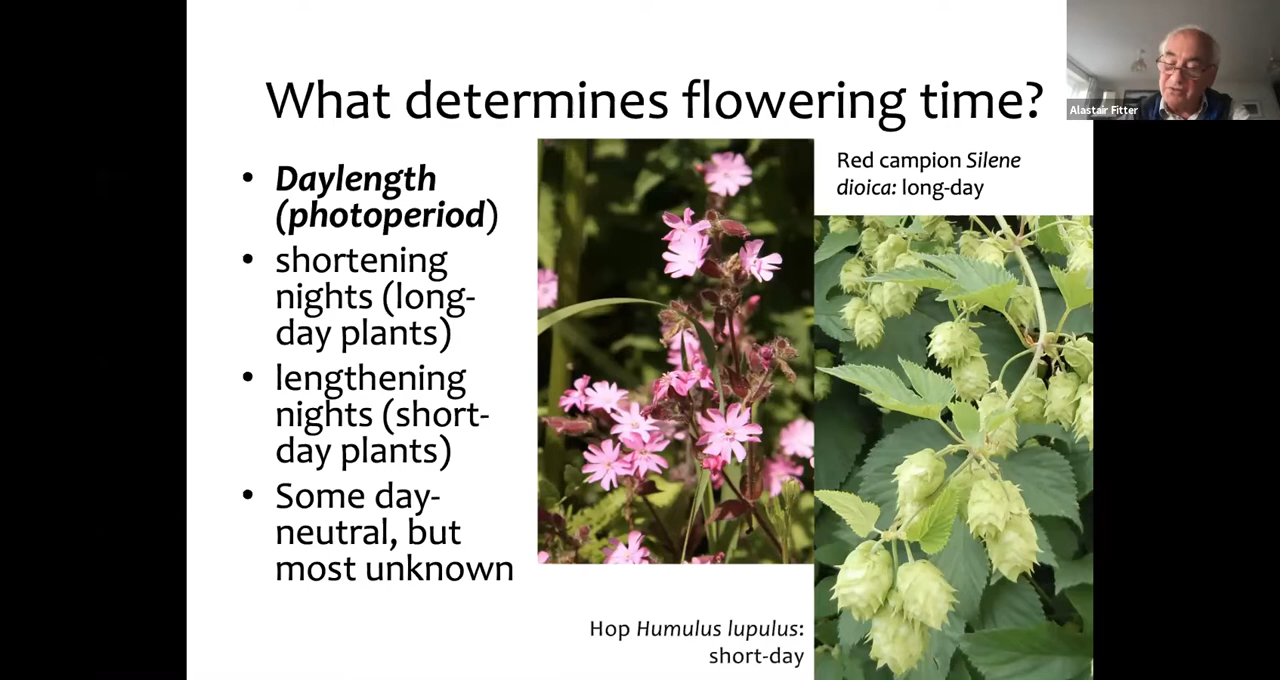 What determines flowering time?
• Daylength
(photoperiod)
• shortening
nights (long-
day plants)
• lengthening
nights (short-
day plants)
• Some day-
neutral, but
most unknown
Red campion Silene
dioica: long-day
Hop Humulus lupulus:
short-day
Alastair Fitter